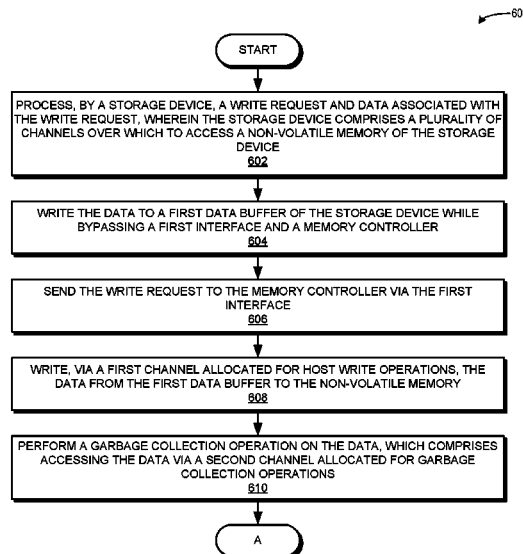 60
START
PROCESS, BY A STORAGE DEVICE, A WRITE REQUEST AND DATA ASSOCIATED WITH
THE WRITE REQUEST, WHEREIN THE STORAGE DEVICE COMPRISES A PLURALITY OF
CHANNELS OVER WHICH TO ACCESS A NON-VOLATILE MEMORY OF THE STORAGE
DEVICE
602
WRITE THE DATA TO A FIRST DATA BUFFER OF THE STORAGE DEVICE WHILE
BYPASSING A FIRST INTERFACE AND A MEMORY CONTROLLER
604
SEND THE WRITE REQUEST TO THE MEMORY CONTROLLER VIA THE FIRST
INTERFACE
606
WRITE, VIA A FIRST CHANNEL ALLOCATED FOR HOST WRITE OPERATIONS, THE
DATA FROM THE FIRST DATA BUFFER TO THE NON-VOLATILE MEMORY
608
PERFORM A GARBAGE COLLECTION OPERATION ON THE DATA, WHICH COMPRISES
ACCESSING THE DATA VIA A SECOND CHANNEL ALLOCATED FOR GARBAGE
COLLECTION OPERATIONS
610
A